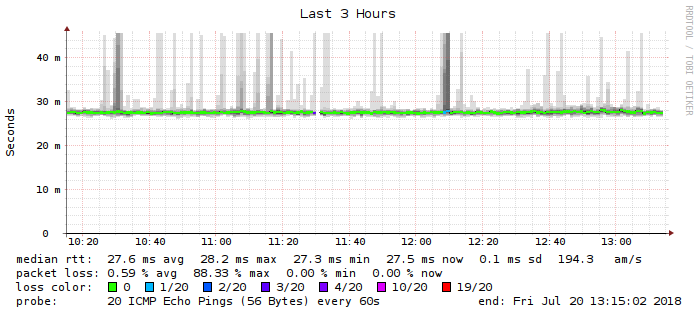 Last 3 Hours
RRDTOOL / TOBI OETIKER
Seconds
40 m
30 m
20 m
10 m
0
10:20 10:40 11:00 11:20 11:40 12:00 12:20 12:40 13:00
median rtt: 27.6 ms avg 28.2 ms max 27.3 ms min 27.5 ms now 0.1 ms sd 194.3 am/s
packet loss: 0.59 % avg 88.33 % max 0.00 % min 0.00 % now
loss color: 0 1/20 2/20 3/20 4/20 10/20 19/20
probe: 20 ICMP Echo Pings (56 Bytes) every 60s end: Fri Jul 20 13:15:02 2018